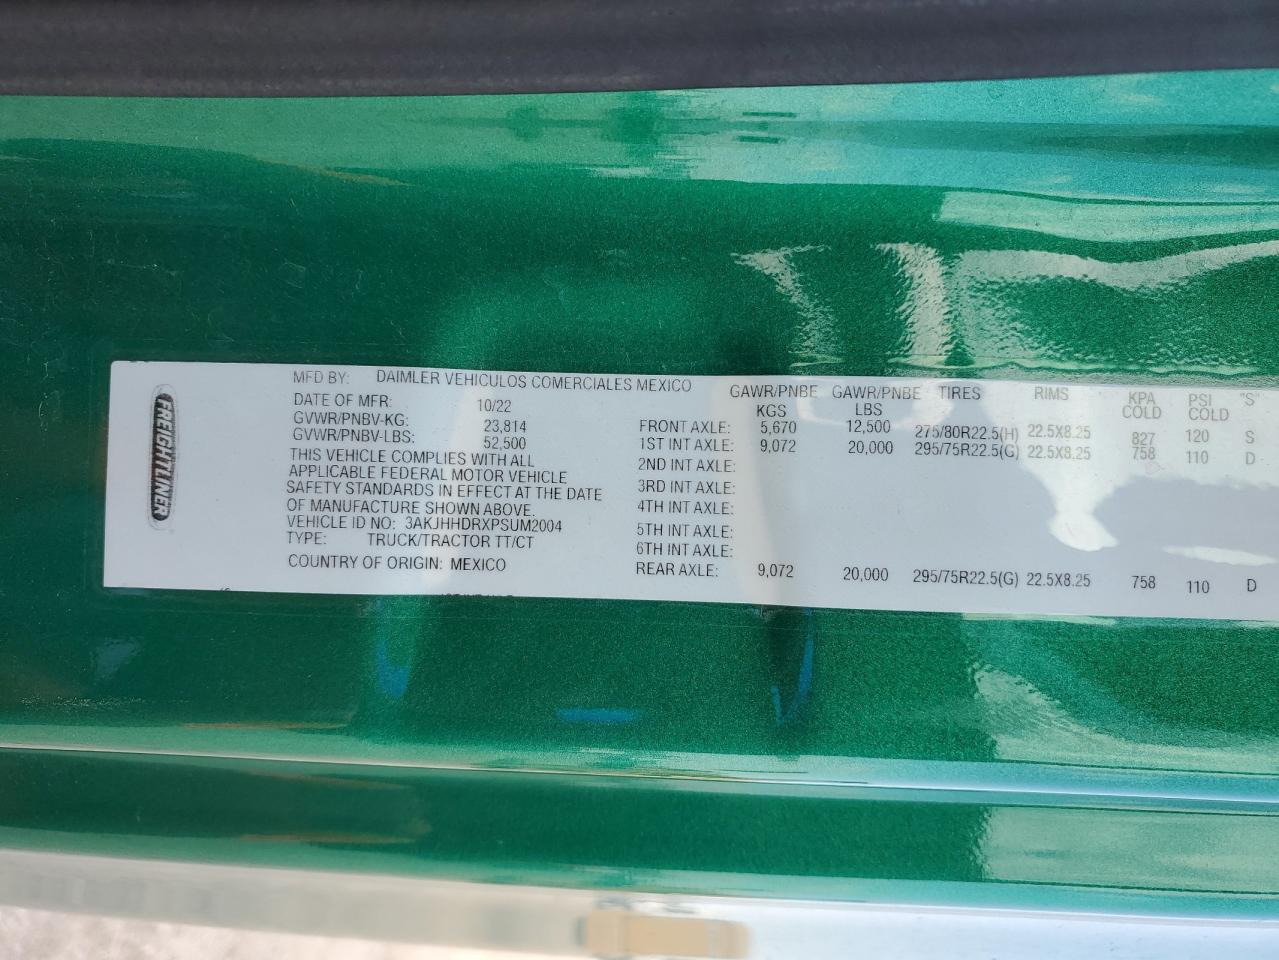 FREIGHTLINER
MFD BY: DAIMLER VEHICULOS COMERCIALES MEXICO
DATE OF MFR: 10/22
GVWR/PNBV-KG: 23,814
GVWR/PNBV-LBS: 52,500
THIS VEHICLE COMPLIES WITH ALL
APPLICABLE FEDERAL MOTOR VEHICLE
SAFETY STANDARDS IN EFFECT AT THE DATE
OF MANUFACTURE SHOWN ABOVE.
VEHICLE ID NO: 3AKJHHDRXPSUM2004
TYPE: TRUCK/TRACTOR TT/CT
COUNTRY OF ORIGIN: MEXICO
GAWR/PNBE GAWR/PNBE TIRES RIMS KPA PSI "S"
KGS LBS COLD COLD
FRONT AXLE: 5,670 12,500 275/80R22.5(H) 22.5X8.25 827 120 S
1ST INT AXLE: 9,072 20,000 295/75R22.5(G) 22.5X8.25 758 110 D
2ND INT AXLE:
3RD INT AXLE:
4TH INT AXLE:
5TH INT AXLE:
6TH INT AXLE:
REAR AXLE: 9,072 20,000 295/75R22.5(G) 22.5X8.25 758 110 D